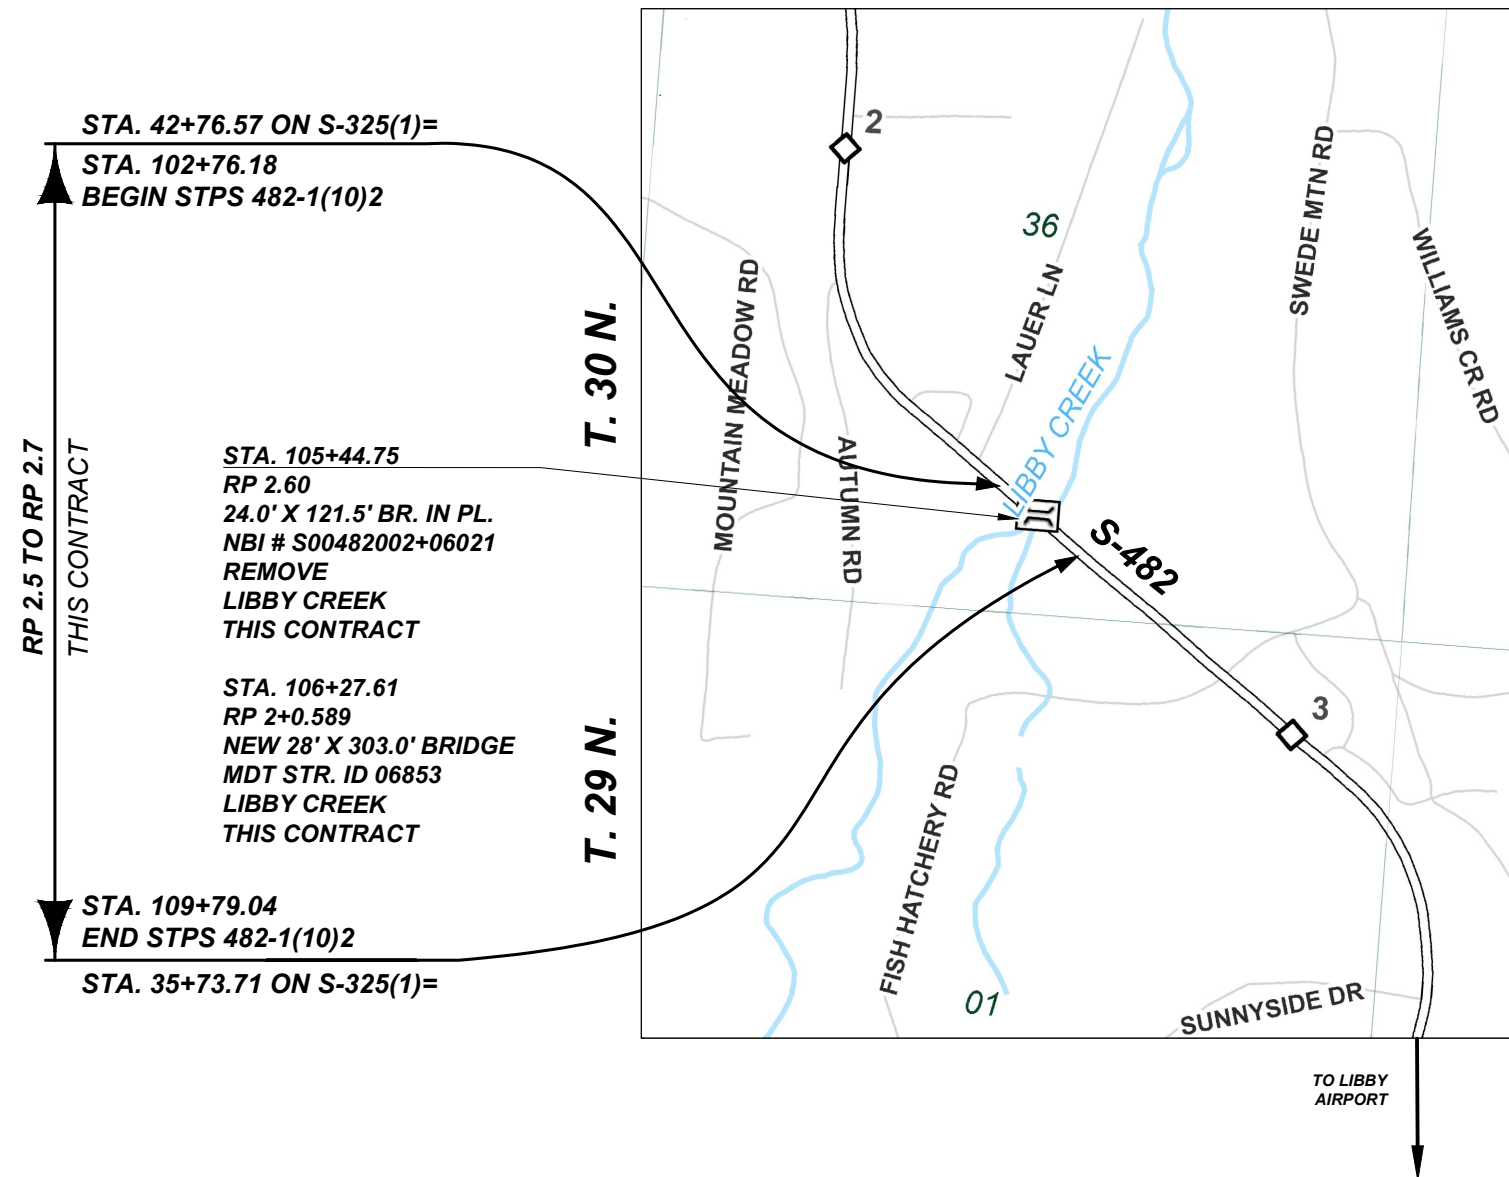 STA. 42+76.57 ON S-325(1)=
STA. 102+76.18
BEGIN STPS 482-1(10)2
RP 2.5 TO RP 2.7
THIS CONTRACT
STA. 105+44.75
RP 2.60
24.0' X 121.5' BR. IN PL.
NBI # S00482002+06021
REMOVE
LIBBY CREEK
THIS CONTRACT
STA. 106+27.61
RP 2+0.589
NEW 28' X 303.0' BRIDGE
MDT STR. ID 06853
LIBBY CREEK
THIS CONTRACT
STA. 109+79.04
END STPS 482-1(10)2
STA. 35+73.71 ON S-325(1)=
T. 30 N.
T. 29 N.
2
36
MOUNTAIN MEADOW RD
AUTUMN RD
LAUER LN
LIBBY CREEK
SWEDE MTN RD
WILLIAMS CR RD
S-482
3
FISH HATCHERY RD
01
SUNNYSIDE DR
TO LIBBY
AIRPORT